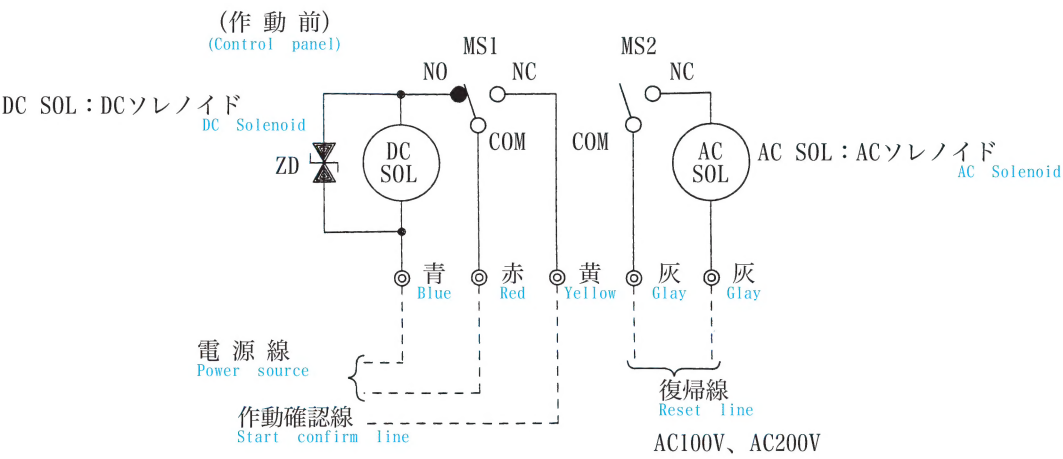 (作 動 前)
(Control panel)
MS1
MS2
NO
NC
NC
DC SOL：DCソレノイド
DC Solenoid
COM
COM
ZD
DC
SOL
AC
SOL
AC SOL：ACソレノイド
AC Solenoid
青
Blue
赤
Red
黄
Yellow
灰
Glay
灰
Glay
電 源 線
Power source
作動確認線
Start confirm line
復帰線
Reset line
AC100V、AC200V